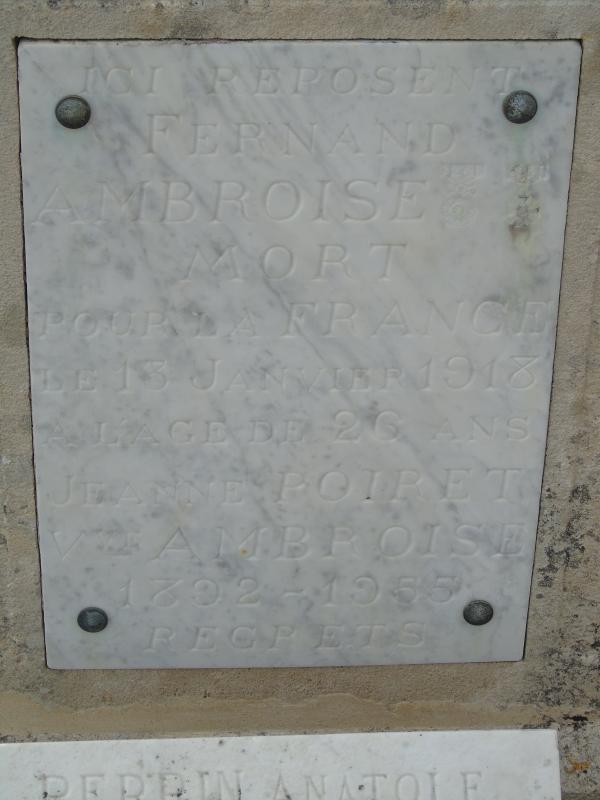 ICI REPOSENT
FERNAND
AMBROISE
MORT
POUR LA FRANCE
LE 13 JANVIER 1918
A L'AGE DE 26 ANS
JEANNE POIRET
VVE AMBROISE
1892-1955
REGRETS
PERRIN ANATOLE